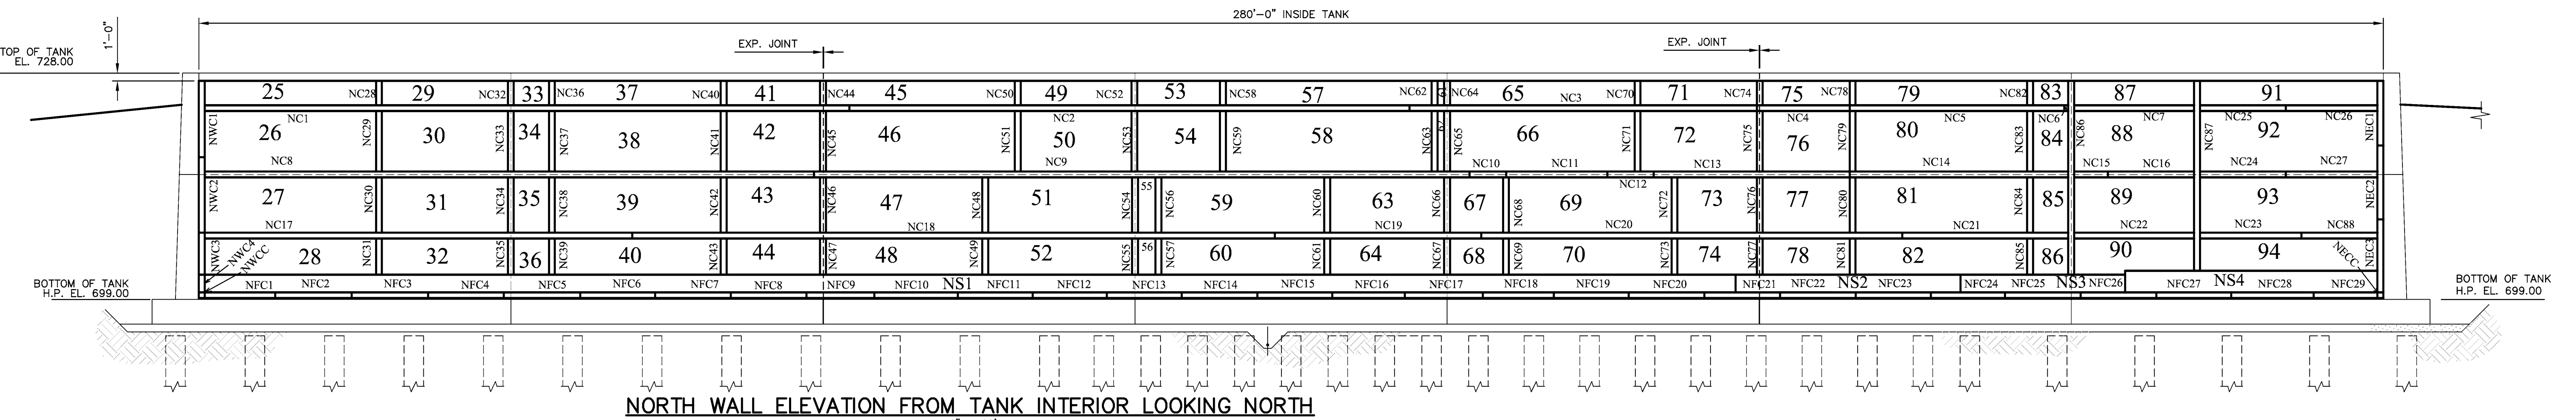 280'-0" INSIDE TANK
1'-0"
TOP OF TANK
EL. 728.00
EXP. JOINT
EXP. JOINT
25 NC28 29 NC32 33 NC36 37 NC40 41 NC44 45 NC50 49 NC52 53 NC58 57 NC62 NC64 65 NC3 NC70 71 NC74 75 NC78 79 NC82 83 87 91
NWC1 NC1 26 NC8 NC29 30 NC33 34 NC37 38 NC41 42 NC45 46 NC51 NC2 50 NC9 NC53 54 NC59 58 NC63 NC65 66 NC10 NC11 NC71 72 NC13 NC75 NC4 76 NC79 80 NC5 NC14 NC83 NC6 84 NC86 88 NC7 NC15 NC16 NC87 NC25 92 NC26 NC24 NC27 NEC1
NWC2 27 NC17 NC30 31 NC34 35 NC38 39 NC42 43 NC46 47 NC18 NC48 51 NC54 55 NC56 59 NC60 63 NC19 NC66 67 NC68 NC12 69 NC20 NC72 73 NC76 77 NC80 81 NC21 NC84 85 89 NC22 93 NC23 NC88 NEC2
NWC3 NWC4 NWCC 28 NC31 32 NC35 36 NC39 40 NC43 44 NC47 48 NC49 52 NC55 56 NC57 60 NC61 64 NC67 68 NC69 70 NC73 74 NC77 78 NC81 82 NC85 86 90 94 NECC NEC3
NFC1 NFC2 NFC3 NFC4 NFC5 NFC6 NFC7 NFC8 NFC9 NFC10 NS1 NFC11 NFC12 NFC13 NFC14 NFC15 NFC16 NFC17 NFC18 NFC19 NFC20 NFC21 NFC22 NS2 NFC23 NFC24 NFC25 NS3 NFC26 NFC27 NS4 NFC28 NFC29
BOTTOM OF TANK
H.P. EL. 699.00
BOTTOM OF TANK
H.P. EL. 699.00
NORTH WALL ELEVATION FROM TANK INTERIOR LOOKING NORTH